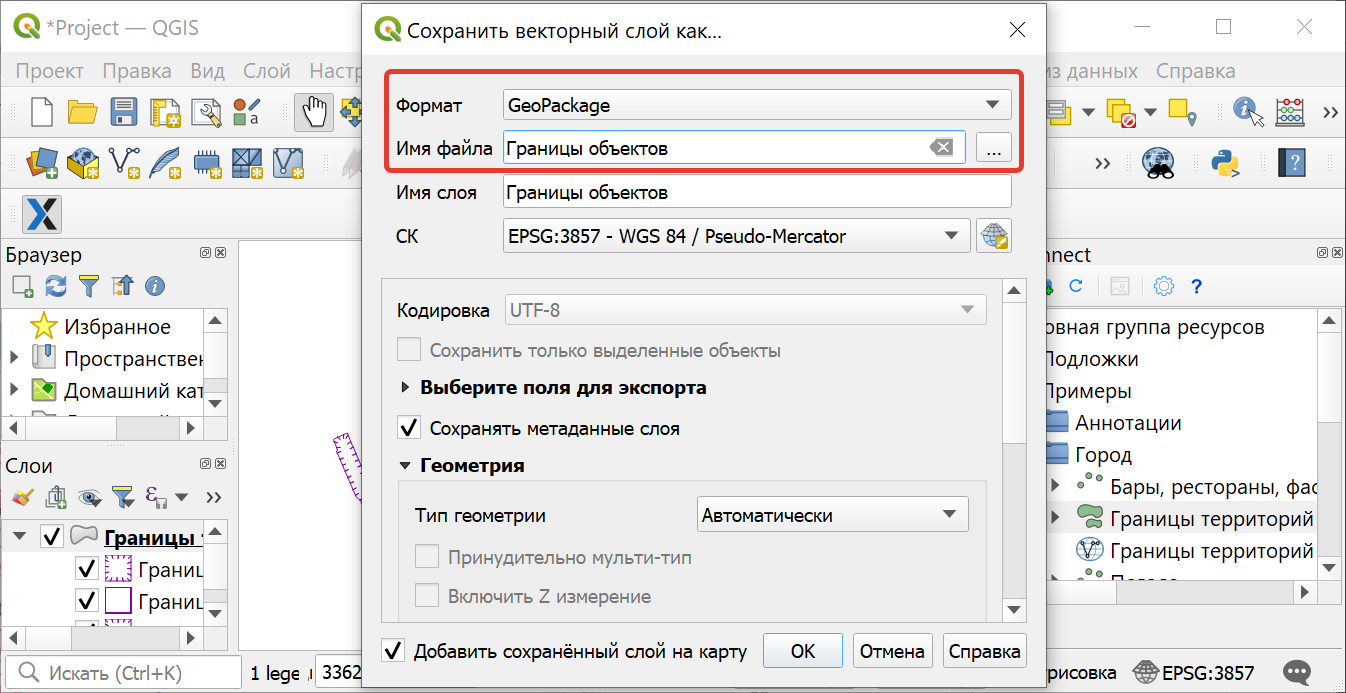 *Project — QGIS
Сохранить векторный слой как...
Проект Правка Вид Слой Настр
из данных Справка
Формат GeoPackage
Имя файла Границы объектов ...
Имя слоя Границы объектов
СК EPSG:3857 - WGS 84 / Pseudo-Mercator
Кодировка UTF-8
Сохранить только выделенные объекты
Выберите поля для экспорта
Сохранять метаданные слоя
Геометрия
Тип геометрии Автоматически
Принудительно мульти-тип
Включить Z измерение
Добавить сохранённый слой на карту OK Отмена Справка
Браузер
Избранное
Пространствен
Домашний кат
Слои
Границы
Границ
Границ
Искать (Ctrl+K) 1 lege 3362
nnect
овная группа ресурсов
Подложки
Примеры
Аннотации
Город
Бары, рестораны, фас
Границы территорий
Границы территорий
рисовка EPSG:3857